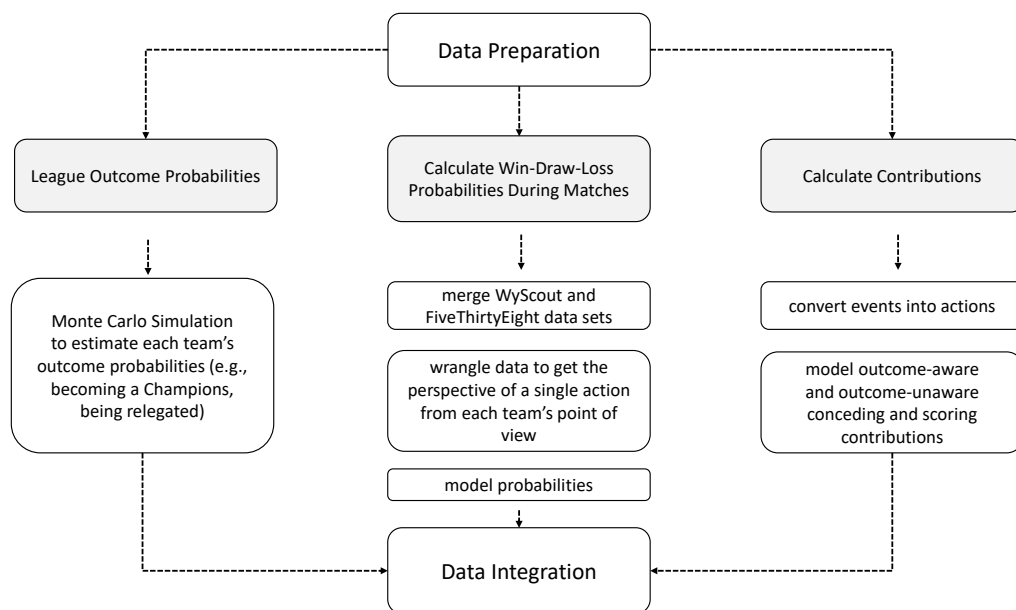 Data Preparation
League Outcome Probabilities
Calculate Win-Draw-Loss
Probabilities During Matches
Calculate Contributions
Monte Carlo Simulation
to estimate each team's
outcome probabilities (e.g.,
becoming a Champions,
being relegated)
merge WyScout and
FiveThirtyEight data sets
wrangle data to get the
perspective of a single action
from each team's point of
view
model probabilities
convert events into actions
model outcome-aware
and outcome-unaware
conceding and scoring
contributions
Data Integration